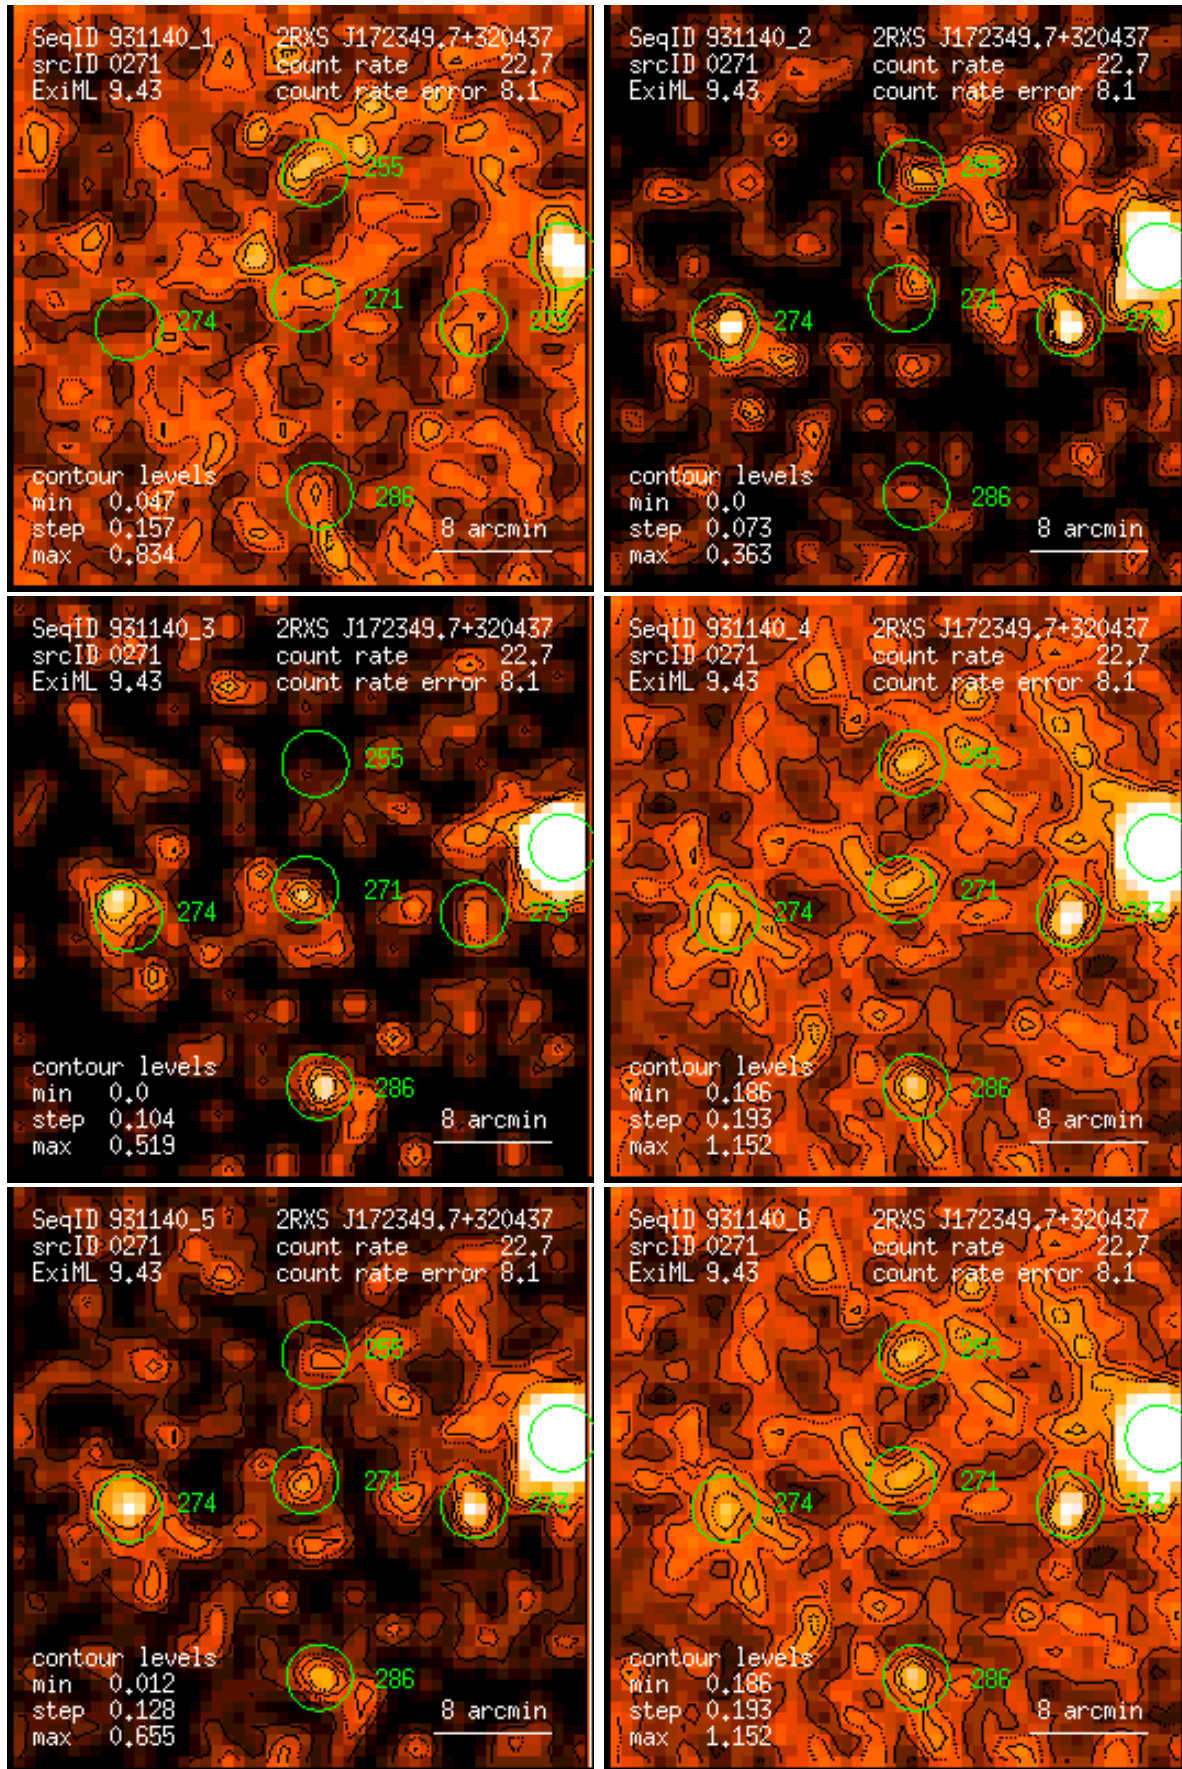 SeqID 931140_1 2RXS J172349.7+320437
srcID 0271 count rate 22.7
ExiML 9.43 count rate error 8.1
255
271
274 273
286
contour levels
min 0.047
step 0.157 8 arcmin
max 0.834
SeqID 931140_2 2RXS J172349.7+320437
srcID 0271 count rate 22.7
ExiML 9.43 count rate error 8.1
255
271
274 273
286
contour levels
min 0.0
step 0.073 8 arcmin
max 0.363
SeqID 931140_3 2RXS J172349.7+320437
srcID 0271 count rate 22.7
ExiML 9.43 count rate error 8.1
255
271
274 273
286
contour levels
min 0.0
step 0.104 8 arcmin
max 0.519
SeqID 931140_4 2RXS J172349.7+320437
srcID 0271 count rate 22.7
ExiML 9.43 count rate error 8.1
255
271
274 273
286
contour levels
min 0.186
step 0.193 8 arcmin
max 1.152
SeqID 931140_5 2RXS J172349.7+320437
srcID 0271 count rate 22.7
ExiML 9.43 count rate error 8.1
255
271
274 273
286
contour levels
min 0.012
step 0.128 8 arcmin
max 0.655
SeqID 931140_6 2RXS J172349.7+320437
srcID 0271 count rate 22.7
ExiML 9.43 count rate error 8.1
255
271
274 273
286
contour levels
min 0.186
step 0.193 8 arcmin
max 1.152